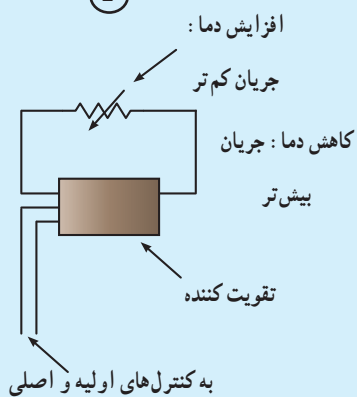 افزایش دما :
جریان کم‌تر
کاهش دما : جریان
بیش‌تر
تقویت کننده
به کنترل‌های اولیه و اصلی